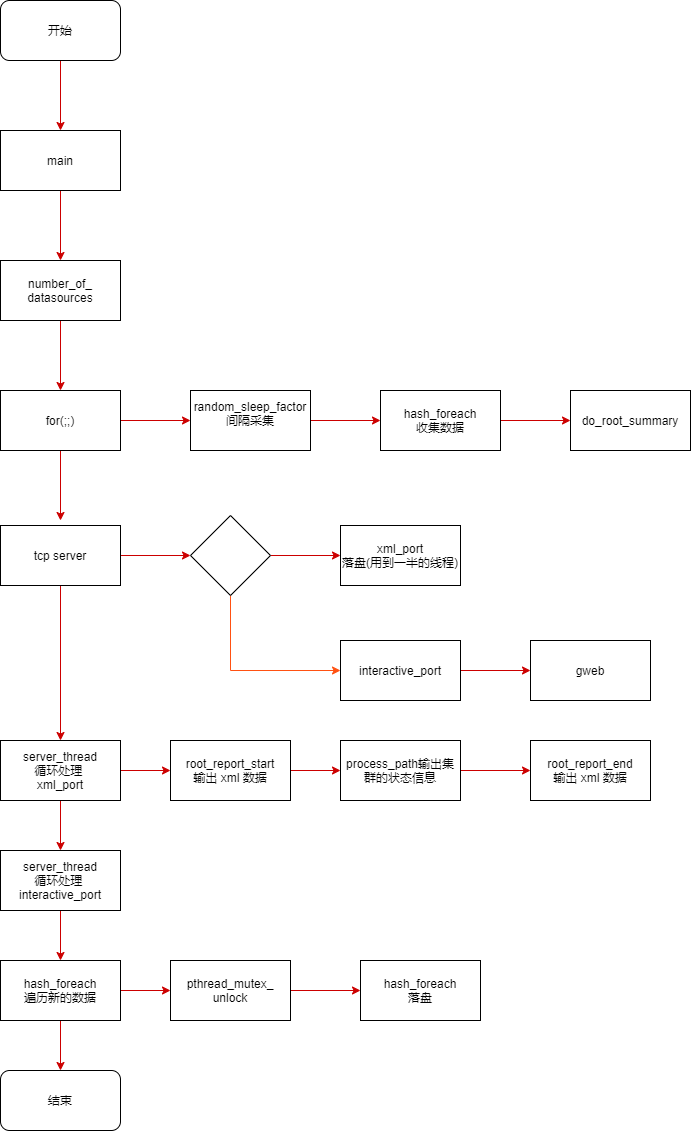 开始
main
number_of_
datasources
for(;;)
random_sleep_factor
间隔采集
hash_foreach
收集数据
do_root_summary
tcp server
xml_port
落盘(用到一半的线程)
interactive_port
gweb
server_thread
循环处理
xml_port
root_report_start
输出 xml 数据
process_path输出集
群的状态信息
root_report_end
输出 xml 数据
server_thread
循环处理
interactive_port
hash_foreach
遍历新的数据
pthread_mutex_
unlock
hash_foreach
落盘
结束